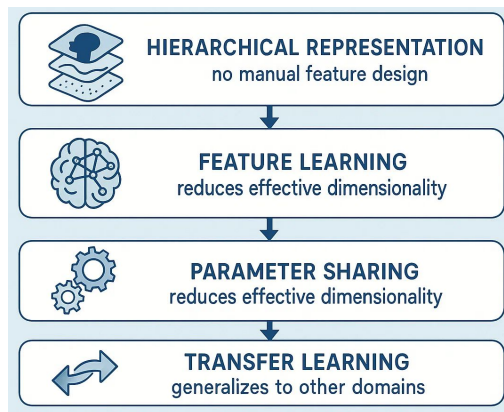 HIERARCHICAL REPRESENTATION
no manual feature design
FEATURE LEARNING
reduces effective dimensionality
PARAMETER SHARING
reduces effective dimensionality
TRANSFER LEARNING
generalizes to other domains